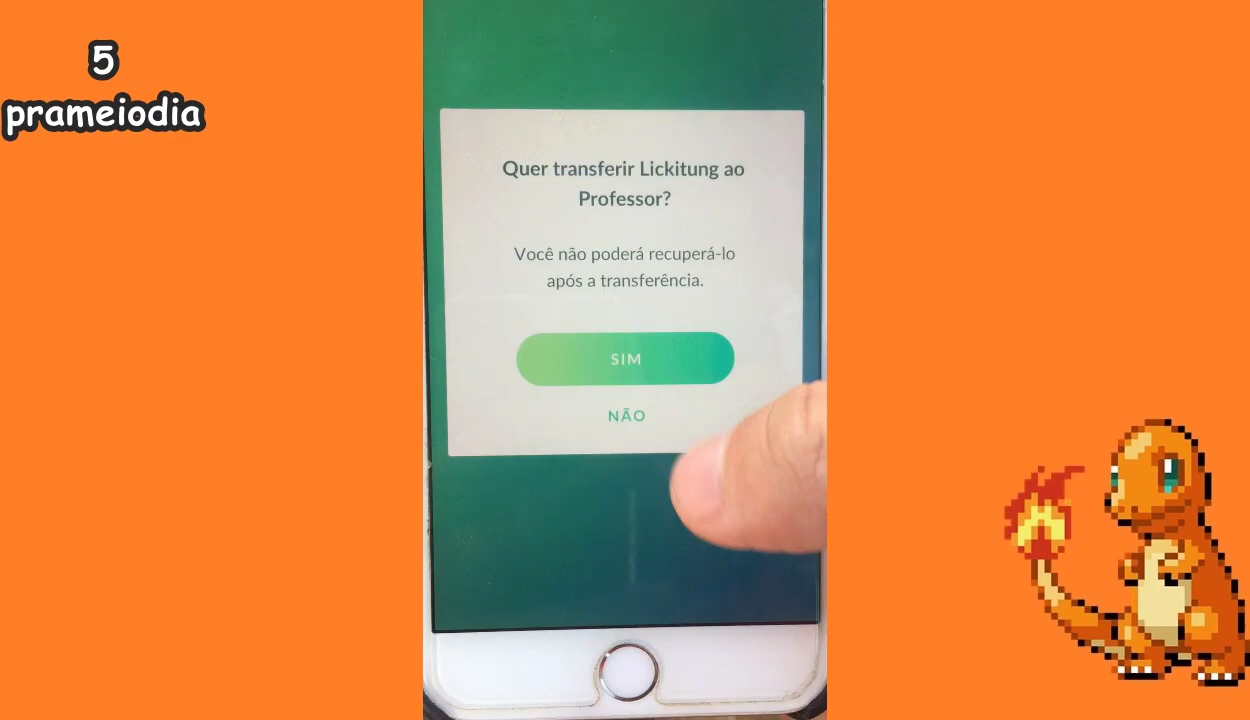 5
prameiodia
Quer transferir Lickitung ao
Professor?
Você não poderá recuperá-lo
após a transferência.
SIM
NÃO